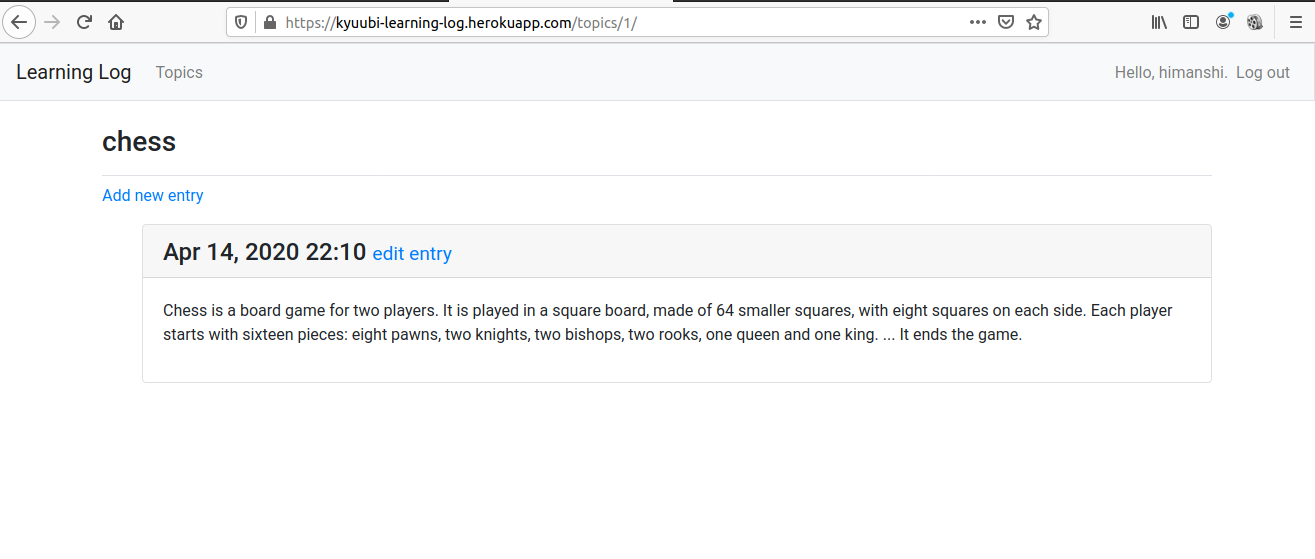 https://kyuubi-learning-log.herokuapp.com/topics/1/
Learning Log Topics Hello, himanshi. Log out
chess
Add new entry
Apr 14, 2020 22:10 edit entry
Chess is a board game for two players. It is played in a square board, made of 64 smaller squares, with eight squares on each side. Each player
starts with sixteen pieces: eight pawns, two knights, two bishops, two rooks, one queen and one king. ... It ends the game.